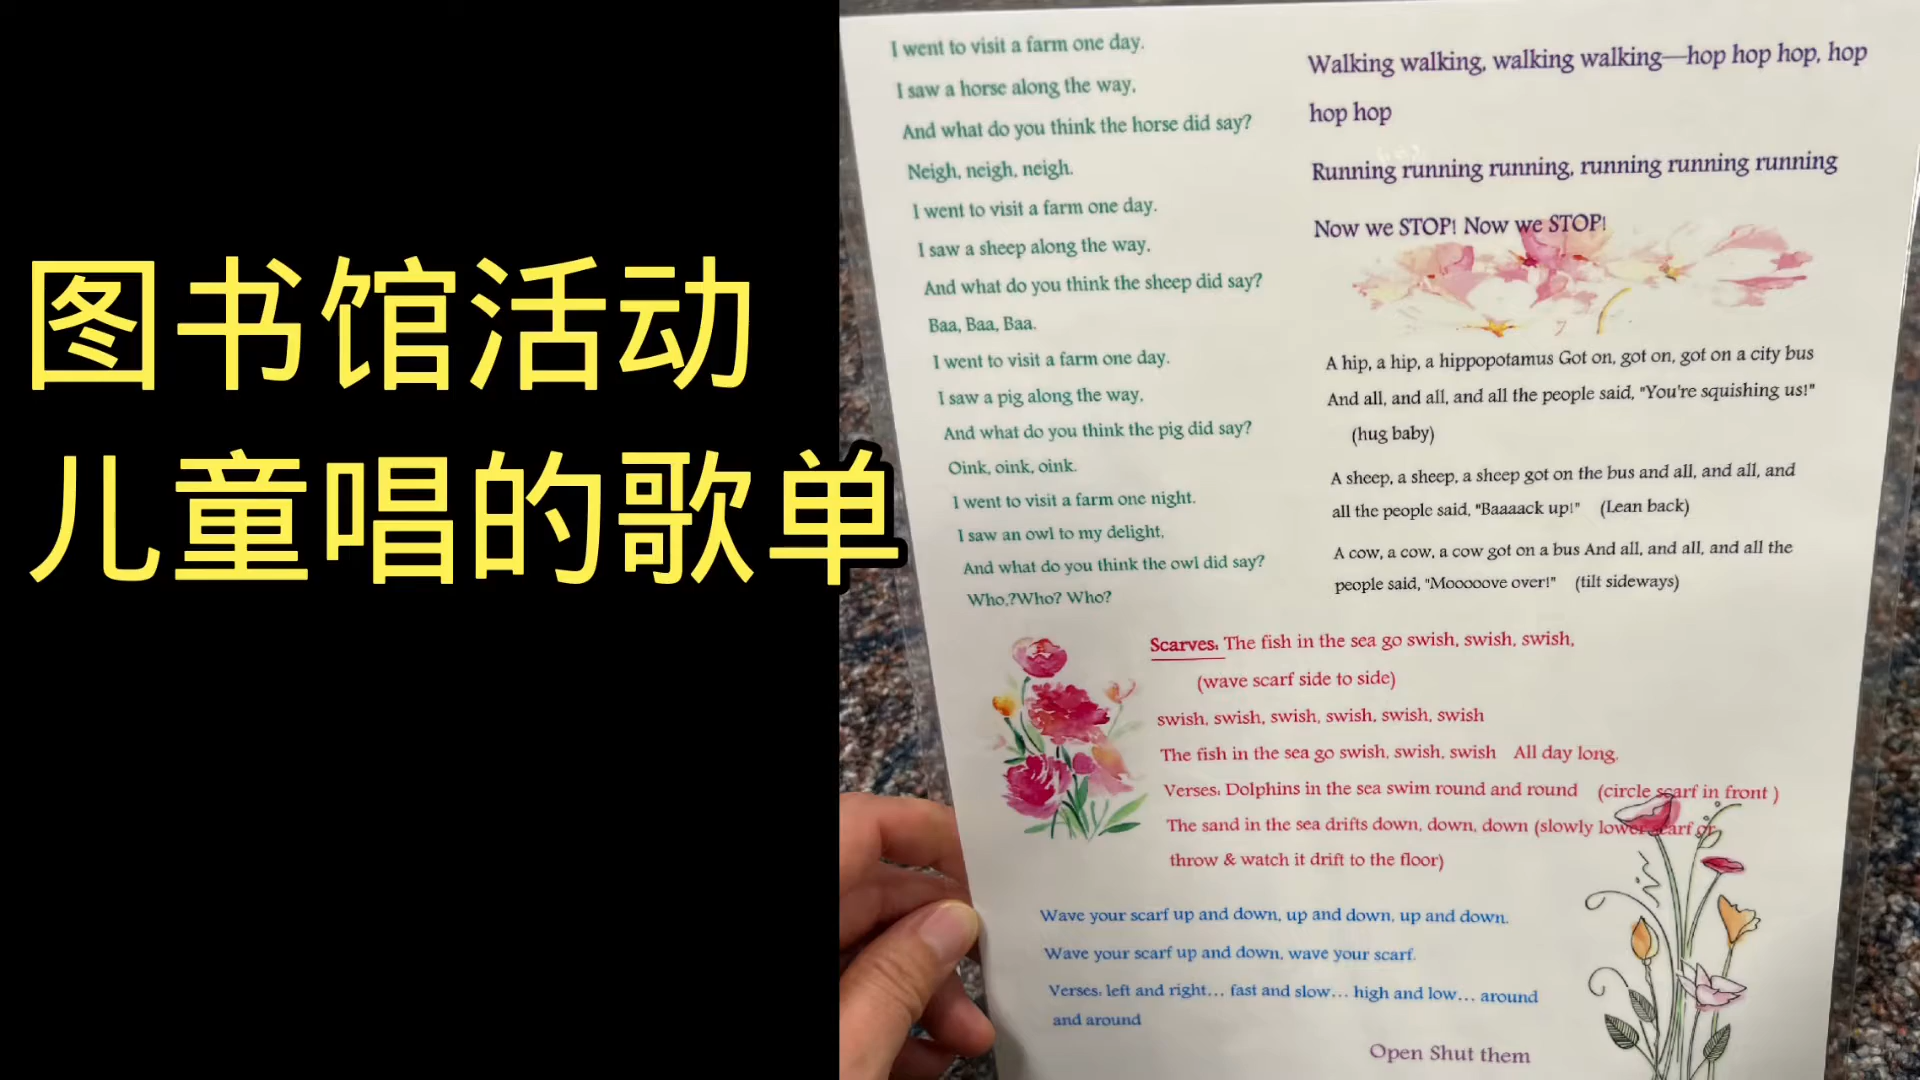 图书馆活动
儿童唱的歌单
I went to visit a farm one day.
I saw a horse along the way,
And what do you think the horse did say?
Neigh, neigh, neigh.
I went to visit a farm one day.
I saw a sheep along the way,
And what do you think the sheep did say?
Baa, Baa, Baa.
I went to visit a farm one day.
I saw a pig along the way,
And what do you think the pig did say?
Oink, oink, oink.
I went to visit a farm one night.
I saw an owl to my delight,
And what do you think the owl did say?
Who,?Who? Who?
Walking walking, walking walking—hop hop hop, hop
hop hop
Running running running, running running running
Now we STOP! Now we STOP!
A hip, a hip, a hippopotamus Got on, got on, got on a city bus
And all, and all, and all the people said, "You're squishing us!"
(hug baby)
A sheep, a sheep, a sheep got on the bus and all, and all, and
all the people said, "Baaaack up!" (Lean back)
A cow, a cow, a cow got on a bus And all, and all, and all the
people said, "Mooooove over!" (tilt sideways)
Scarves: The fish in the sea go swish, swish, swish,
(wave scarf side to side)
swish, swish, swish, swish, swish, swish
The fish in the sea go swish, swish, swish All day long.
Verses: Dolphins in the sea swim round and round (circle scarf in front )
The sand in the sea drifts down, down, down (slowly lower scarf or
throw & watch it drift to the floor)
Wave your scarf up and down, up and down, up and down.
Wave your scarf up and down, wave your scarf.
Verses: left and right... fast and slow... high and low... around
and around
Open Shut them